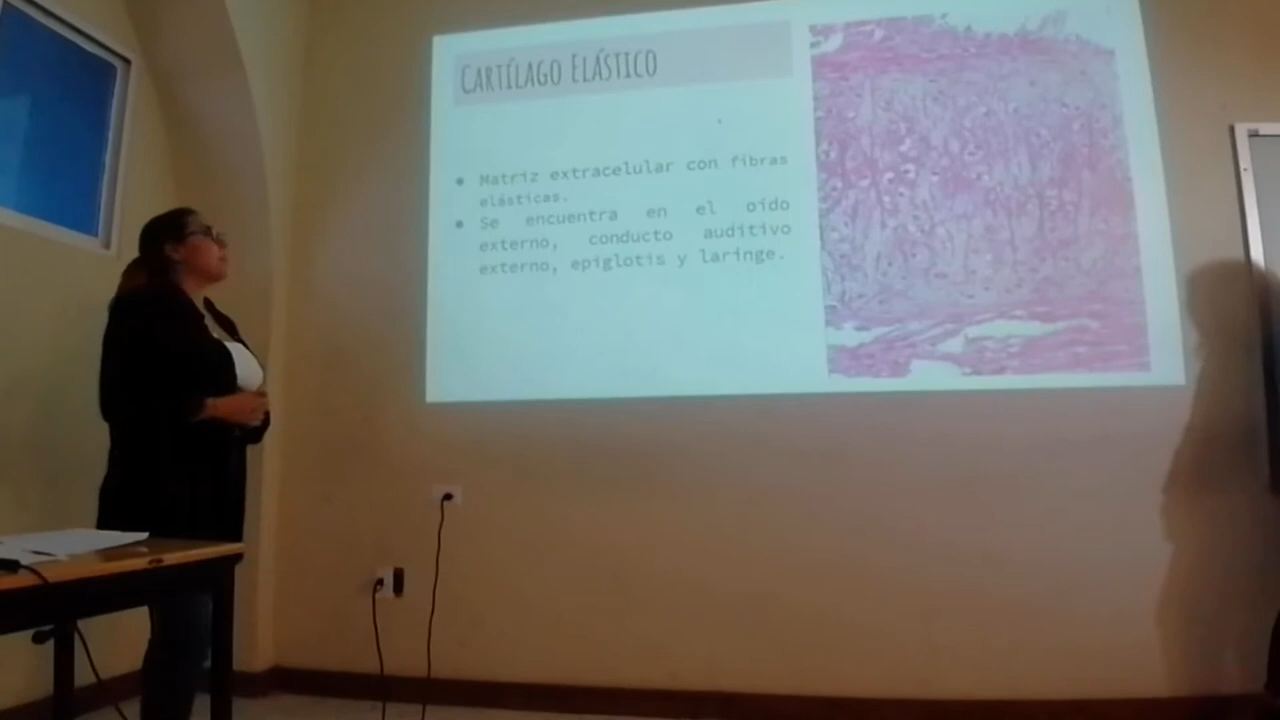 CARTÍLAGO ELÁSTICO
● Matriz extracelular con fibras
elásticas.
● Se encuentra en el oído
externo, conducto auditivo
externo, epiglotis y laringe.